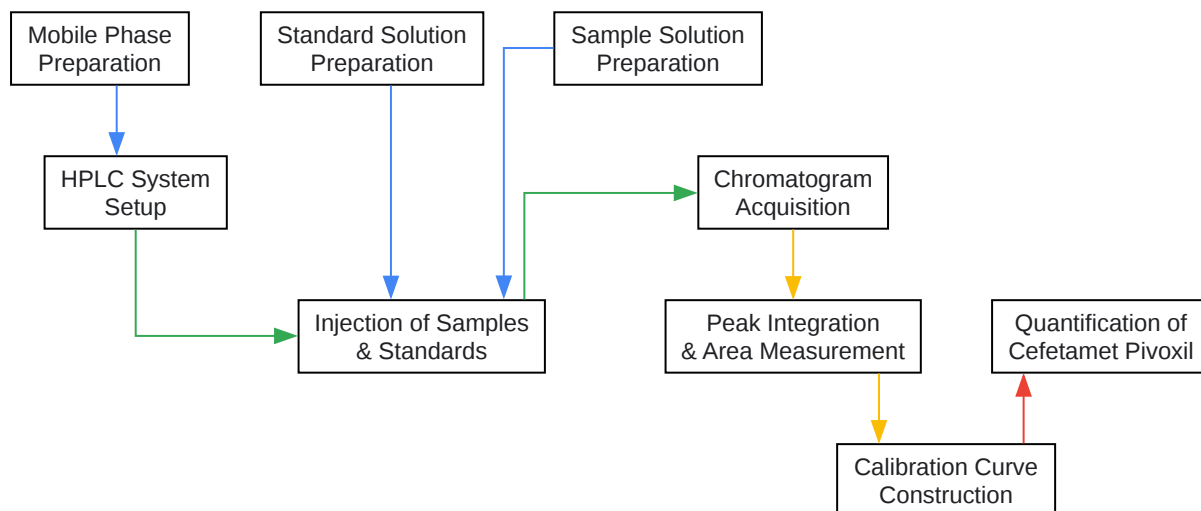 Mobile Phase
Preparation
Standard Solution
Preparation
Sample Solution
Preparation
HPLC System
Setup
Chromatogram
Acquisition
Injection of Samples
& Standards
Peak Integration
& Area Measurement
Quantification of
Cefetamet Pivoxil
Calibration Curve
Construction